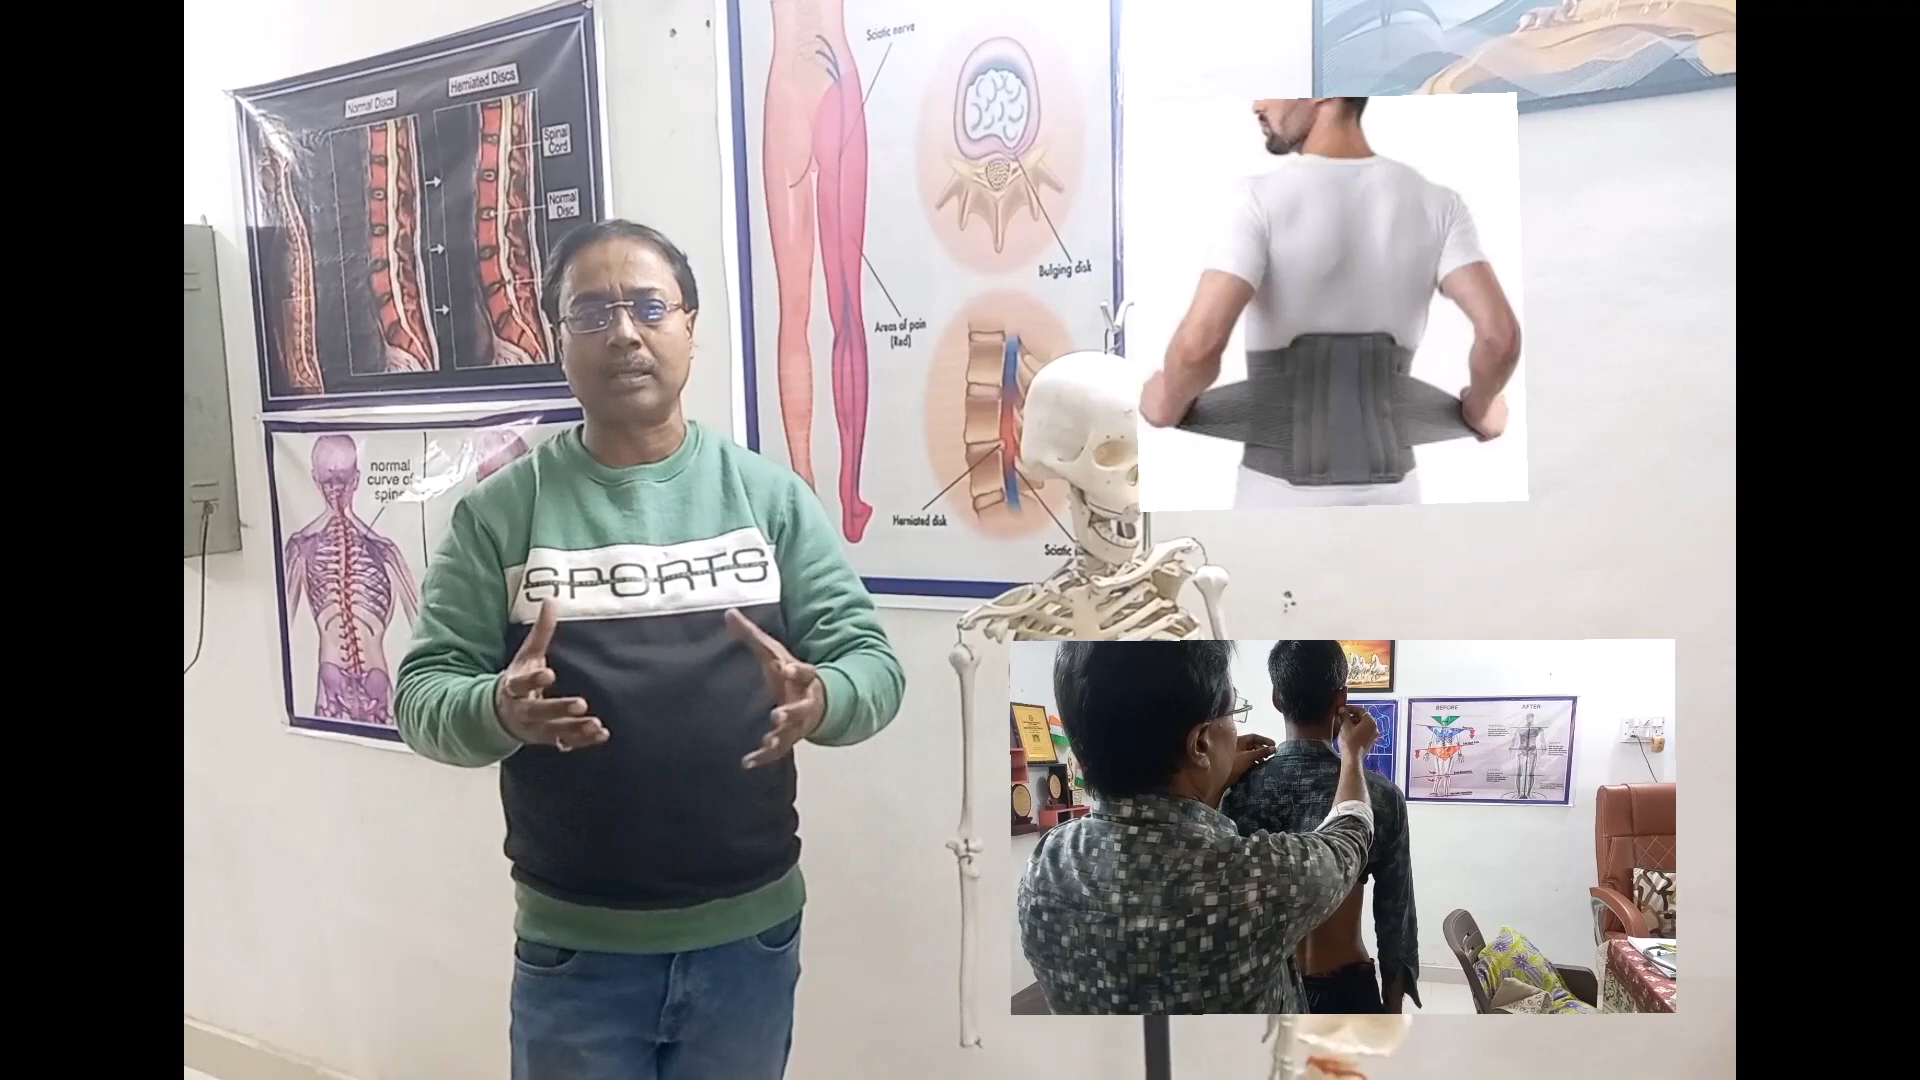 Normal Discs
Herniated Discs
Spinal
Cord
Normal
Disc
normal
curve of
spine
Sciatic nerve
Bulging disk
Areas of pain
(Red)
Herniated disk
Sciatic
SPORTS
BEFORE
AFTER